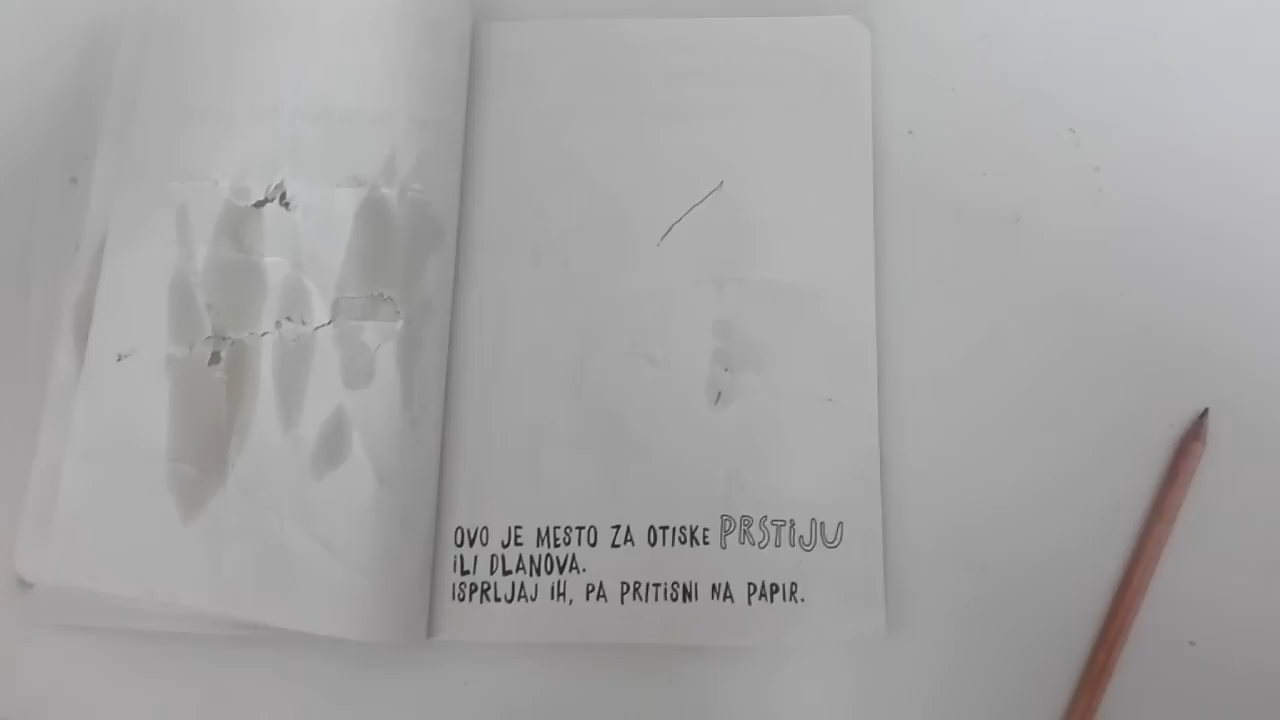 OVO JE MESTO ZA OTISKE PRSTIJU
ILI DLANOVA.
ISPRLJAJ IH, PA PRITISNI NA PAPIR.